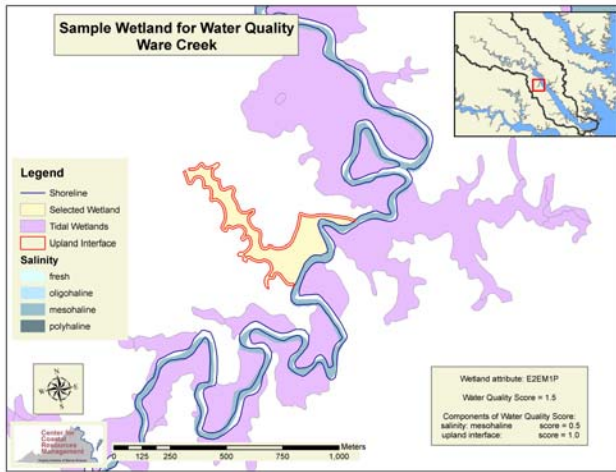 Sample Wetland for Water Quality
Ware Creek
Legend
Shoreline
Selected Wetland
Tidal Wetlands
Upland Interface
Salinity
fresh
oligohaline
mesohaline
polyhaline
N
Center for
Coastal
Resources
Management
Meters
0 125 250 500 750 1,000
Wetland attribute: E2EM1P
Water Quality Score = 1.5
Components of Water Quality Score:
salinity: mesohaline score = 0.5
upland interface: score = 1.0